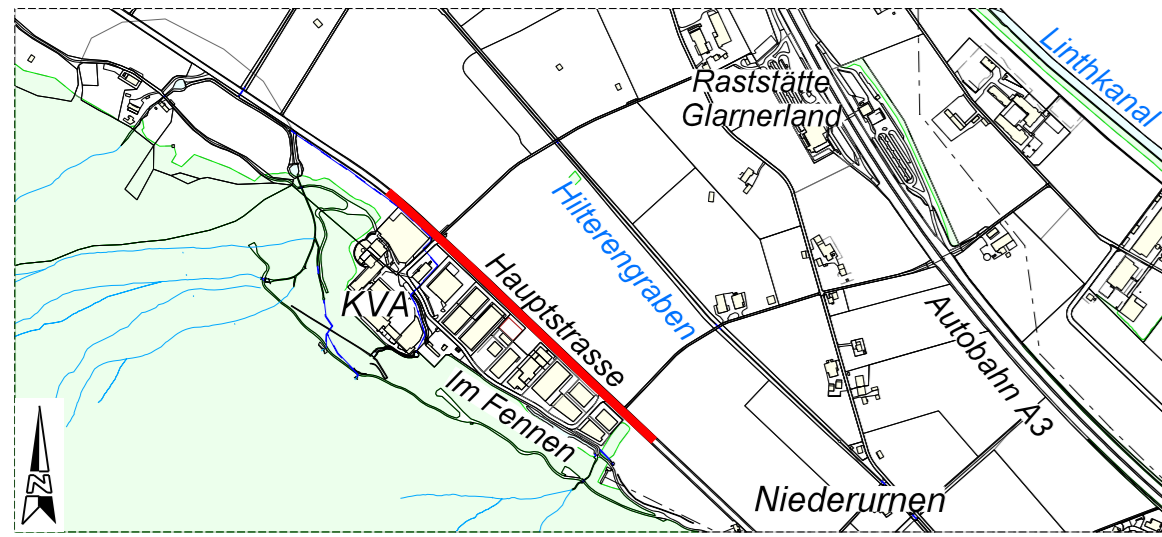 Linthkanal
Raststätte
Glarnerland
Hilterengraben
Hauptstrasse
KVA
Autobahn A3
Im Fennen
Niederurnen
N